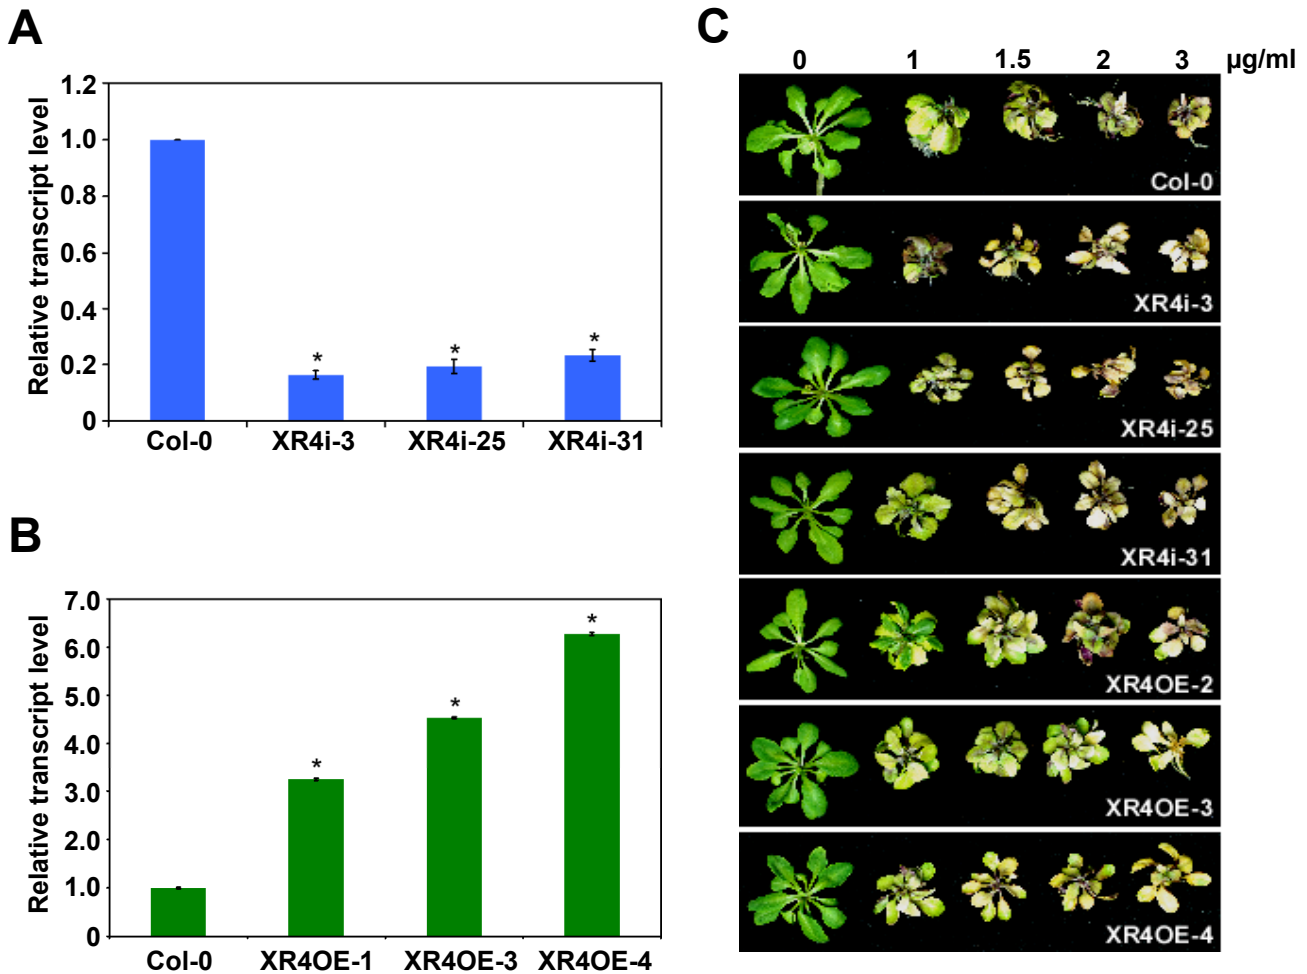 A
Relative transcript level
1.2
1.0
0.8
0.6
0.4
0.2
0
* * *
Col-0 XR4i-3 XR4i-25 XR4i-31
B
Relative transcript level
7.0
6.0
5.0
4.0
3.0
2.0
1.0
0
* * *
Col-0 XR4OE-1 XR4OE-3 XR4OE-4
C
0 1 1.5 2 3 µg/ml
Col-0
XR4i-3
XR4i-25
XR4i-31
XR4OE-2
XR4OE-3
XR4OE-4